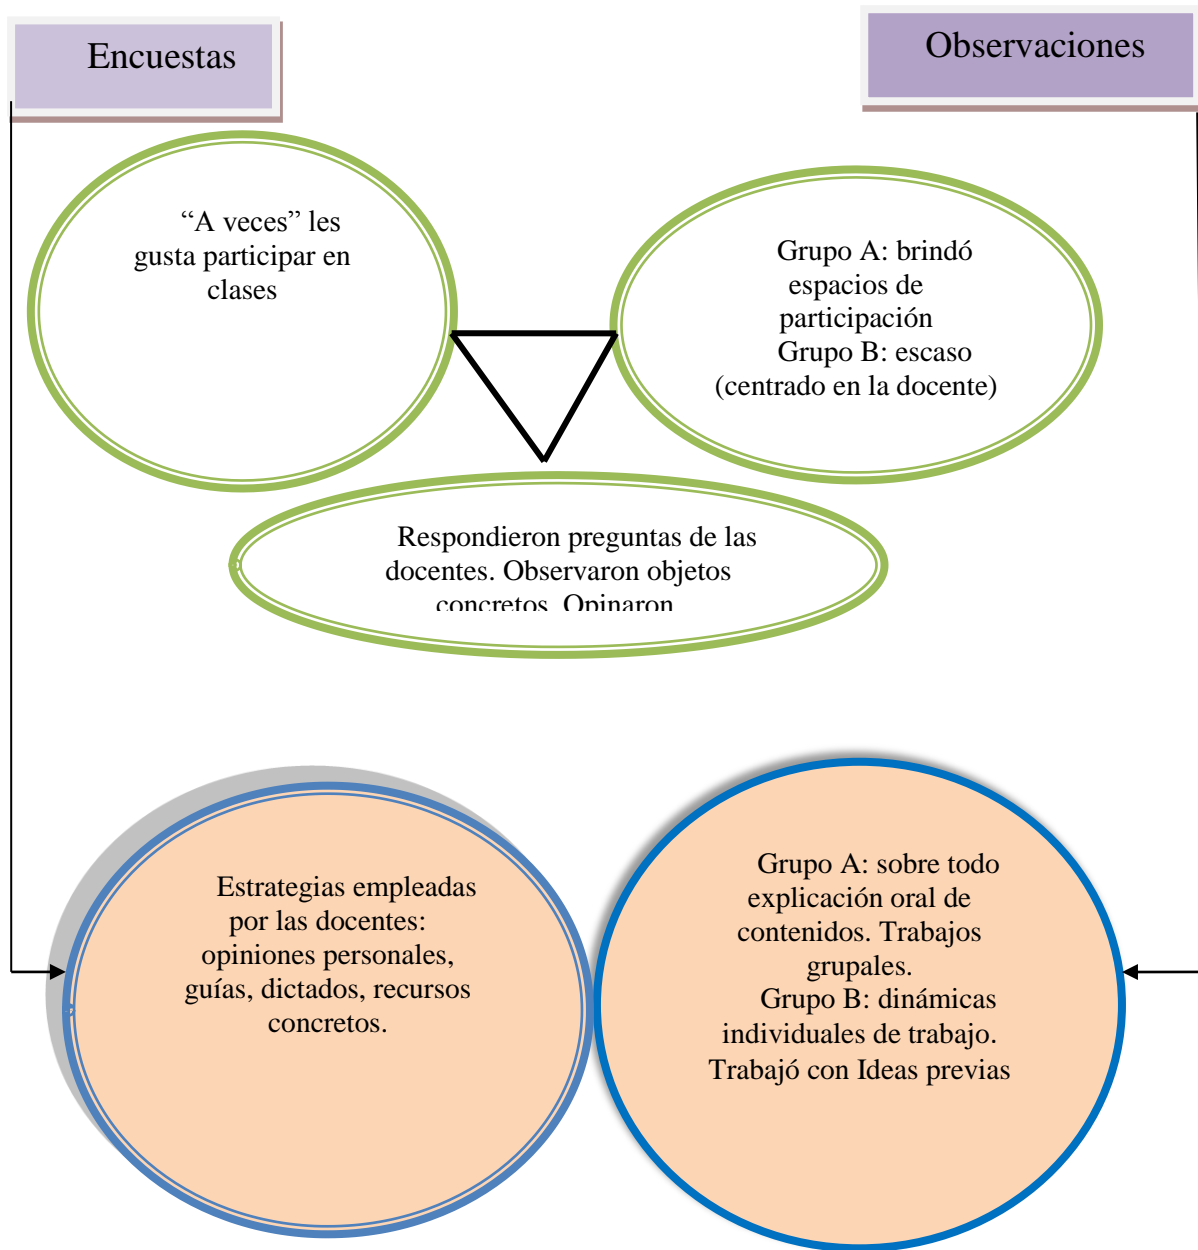 Encuestas
Observaciones
“A veces” les
gusta participar en
clases
Grupo A: brindó
espacios de
participación
Grupo B: escaso
(centrado en la docente)
Respondieron preguntas de las
docentes. Observaron objetos
concretos. Opinaron
Estrategias empleadas
por las docentes:
opiniones personales,
guías, dictados, recursos
concretos.
Grupo A: sobre todo
explicación oral de
contenidos. Trabajos
grupales.
Grupo B: dinámicas
individuales de trabajo.
Trabajó con Ideas previas